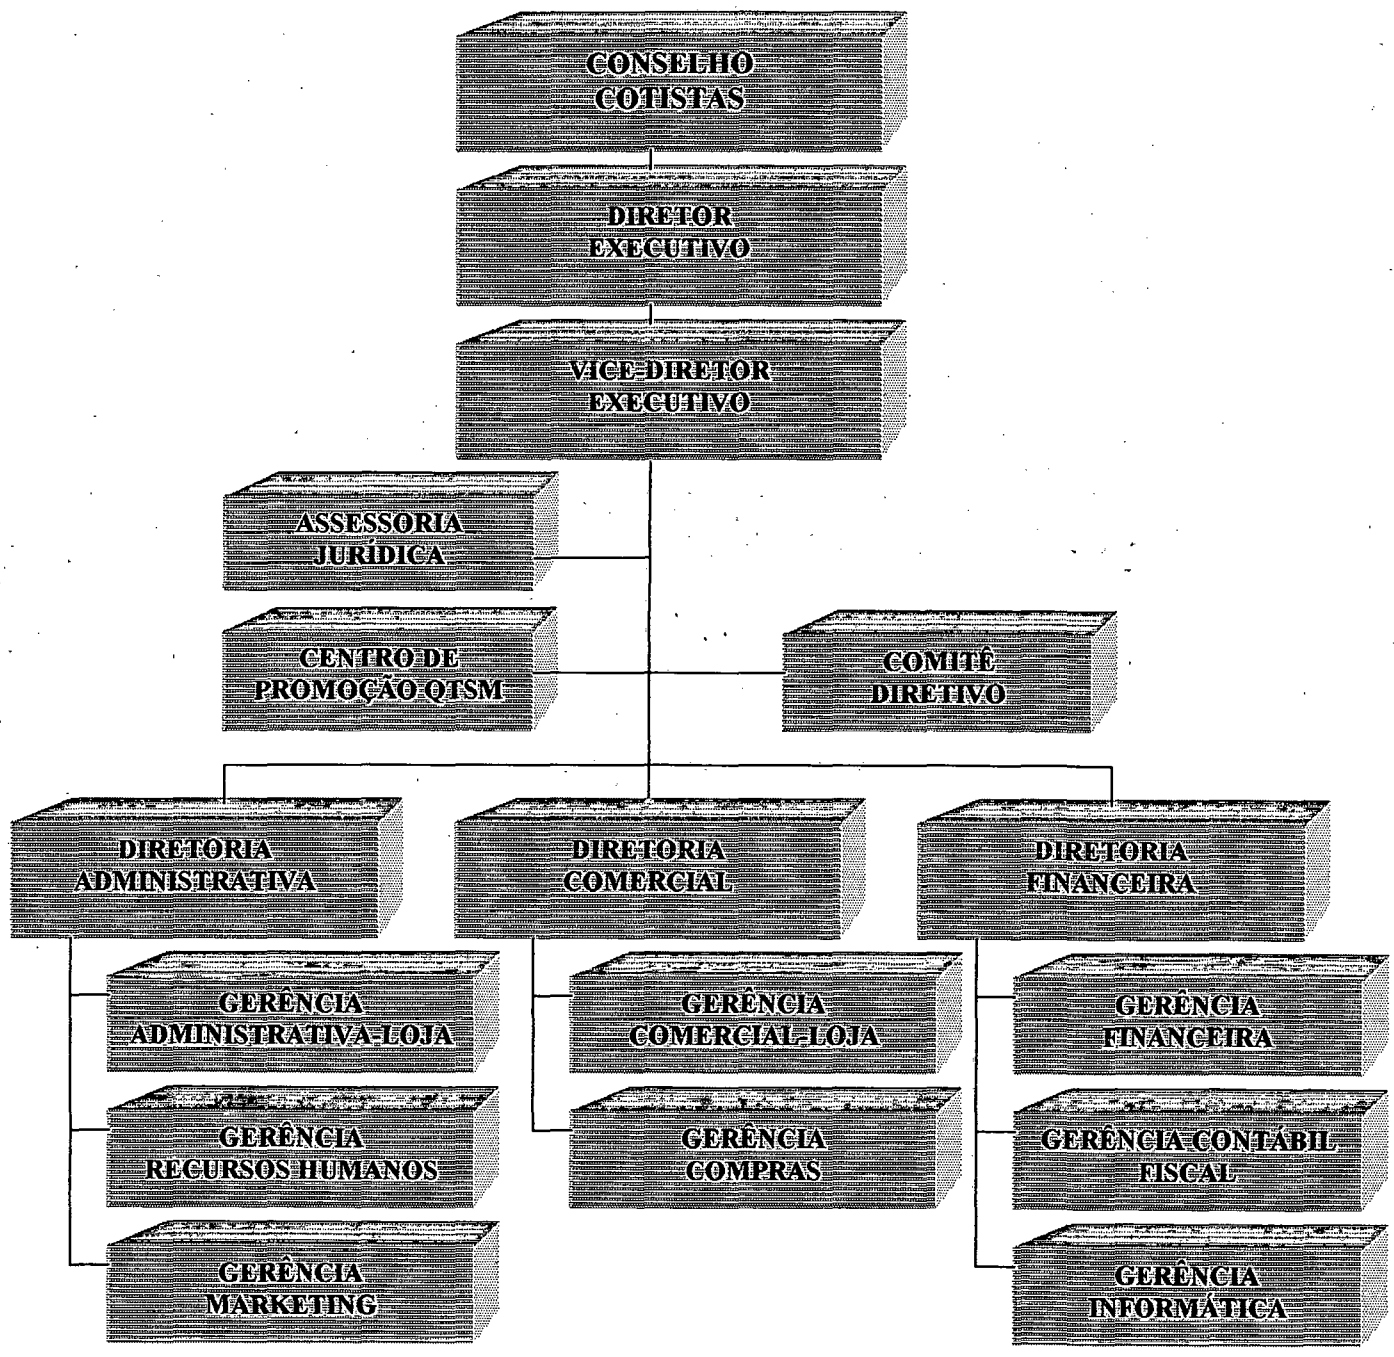 CONSELHO
COTISTAS
DIRETOR
EXECUTIVO
VICE-DIRETOR
EXECUTIVO
ASSESSORIA
JURÍDICA
CENTRO DE
PROMOÇÃO QTSM
COMITÊ
DIRETIVO
DIRETORIA
ADMINISTRATIVA
DIRETORIA
COMERCIAL
DIRETORIA
FINANCEIRA
GERÊNCIA
ADMINISTRATIVA-LOJA
GERÊNCIA
RECURSOS HUMANOS
GERÊNCIA
MARKETING
GERÊNCIA
COMERCIAL-LOJA
GERÊNCIA
COMPRAS
GERÊNCIA
FINANCEIRA
GERÊNCIA CONTÁBIL
FISCAL
GERÊNCIA
INFORMÁTICA